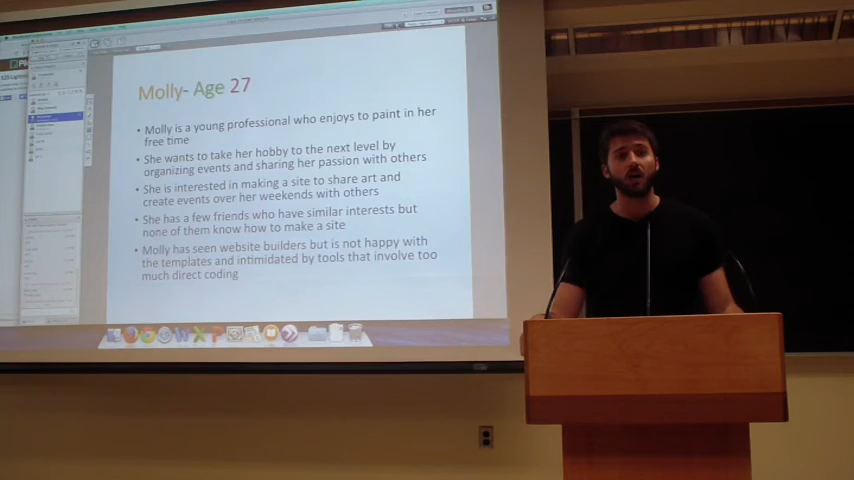 Molly- Age 27
• Molly is a young professional who enjoys to paint in her
free time
• She wants to take her hobby to the next level by
organizing events and sharing her passion with others
• She is interested in making a site to share art and
create events over her weekends with others
• She has a few friends who have similar interests but
none of them know how to make a site
• Molly has seen website builders but is not happy with
the templates and intimidated by tools that involve too
much direct coding